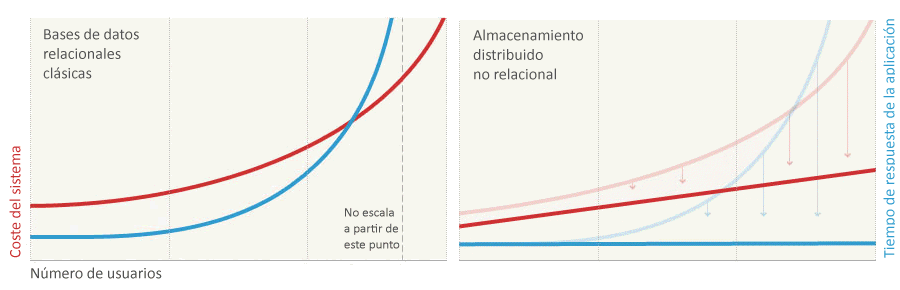 Bases de datos
relacionales
clásicas
No escala
a partir de
este punto
Coste del sistema
Número de usuarios
Almacenamiento
distribuido
no relacional
Tiempo de respuesta de la aplicación